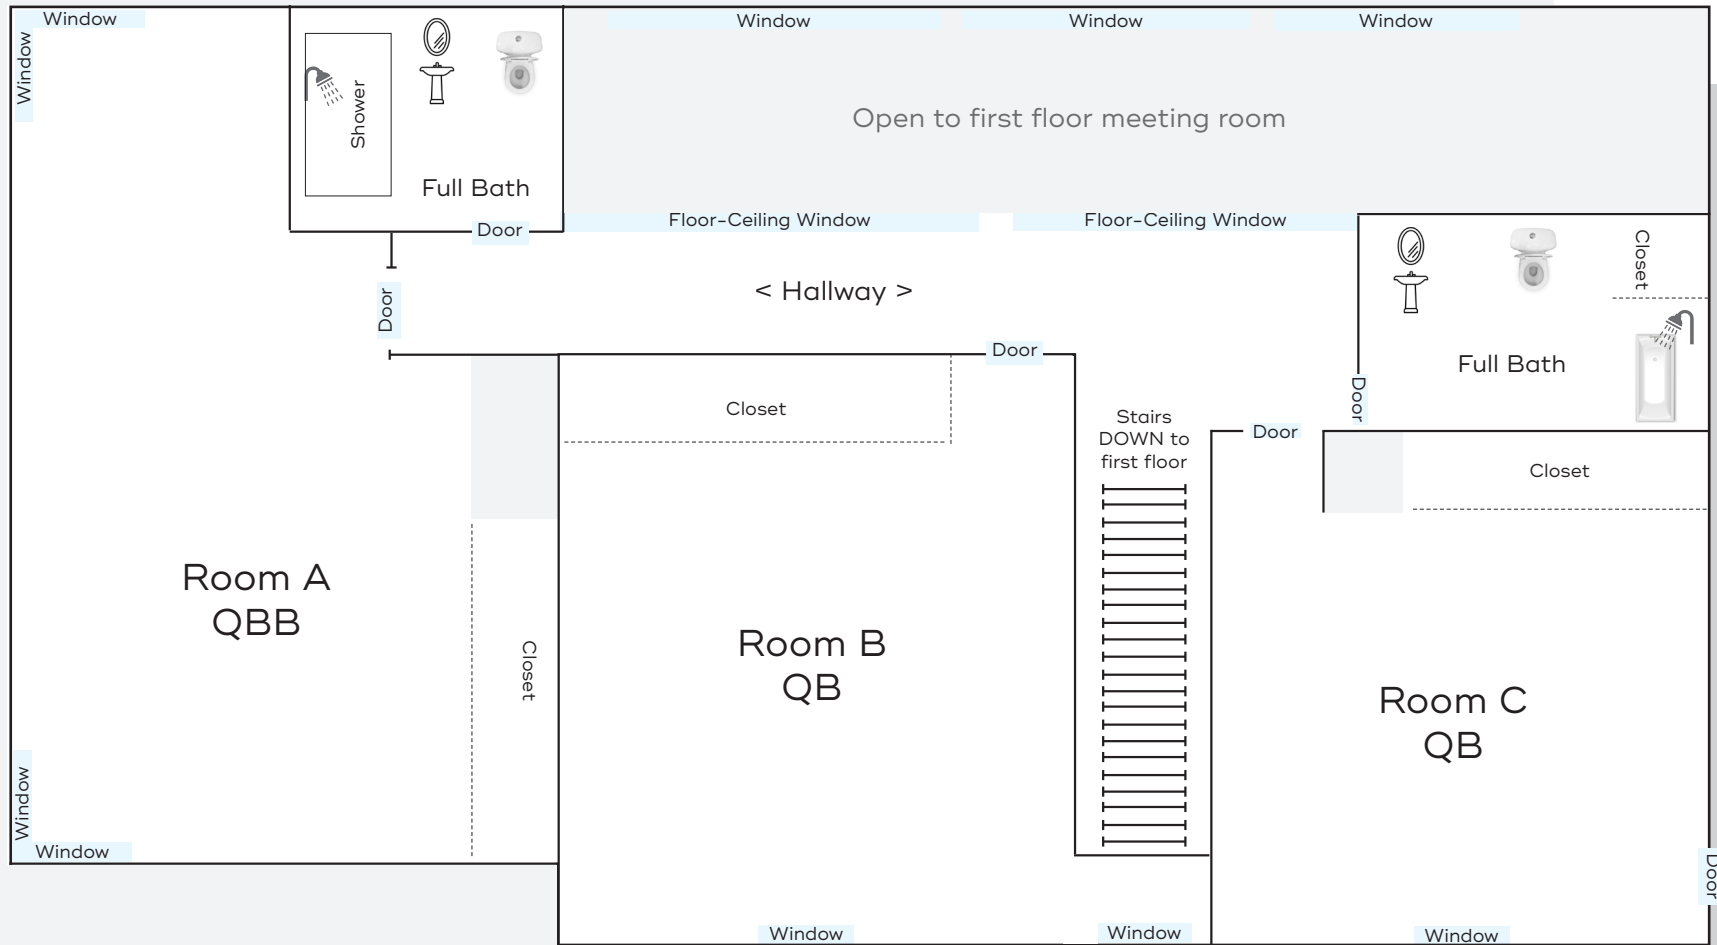 Window
Window
Window
Window
Window
Shower
Open to first floor meeting room
Full Bath
Door
Floor-Ceiling Window
Floor-Ceiling Window
Closet
Door
< Hallway >
Door
Full Bath
Door
Closet
Stairs
DOWN to
first floor
Door
Closet
Room A
QBB
Closet
Room B
QB
Room C
QB
Window
Window
Door
Window
Window
Window